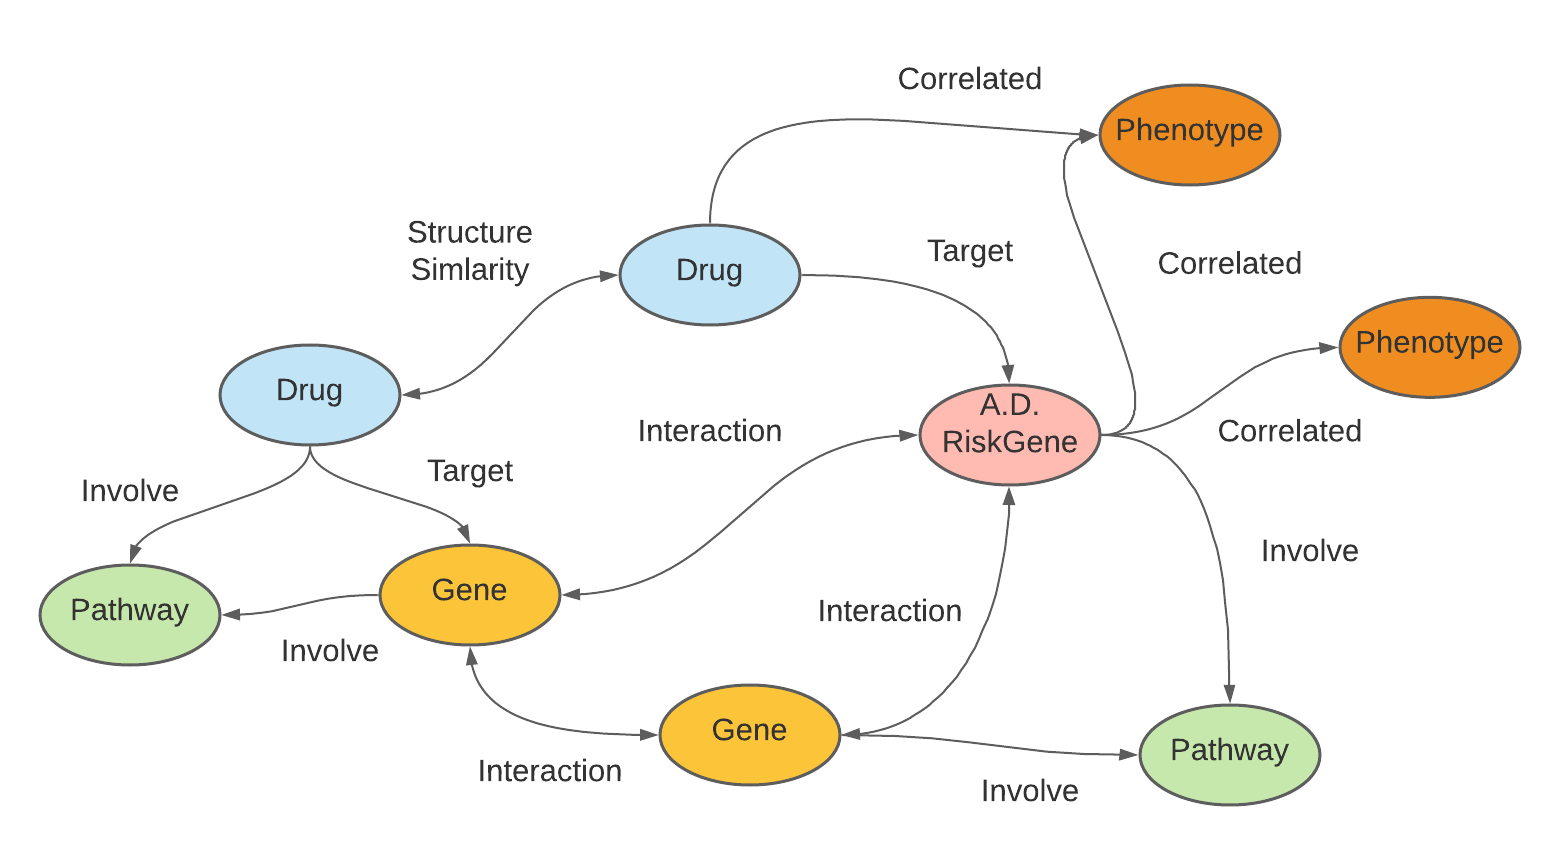 Correlated
Phenotype
Structure
Simlarity
Drug
Target
Correlated
Phenotype
Drug
A.D.
RiskGene
Interaction
Correlated
Involve
Target
Involve
Gene
Pathway
Interaction
Involve
Gene
Pathway
Interaction
Involve